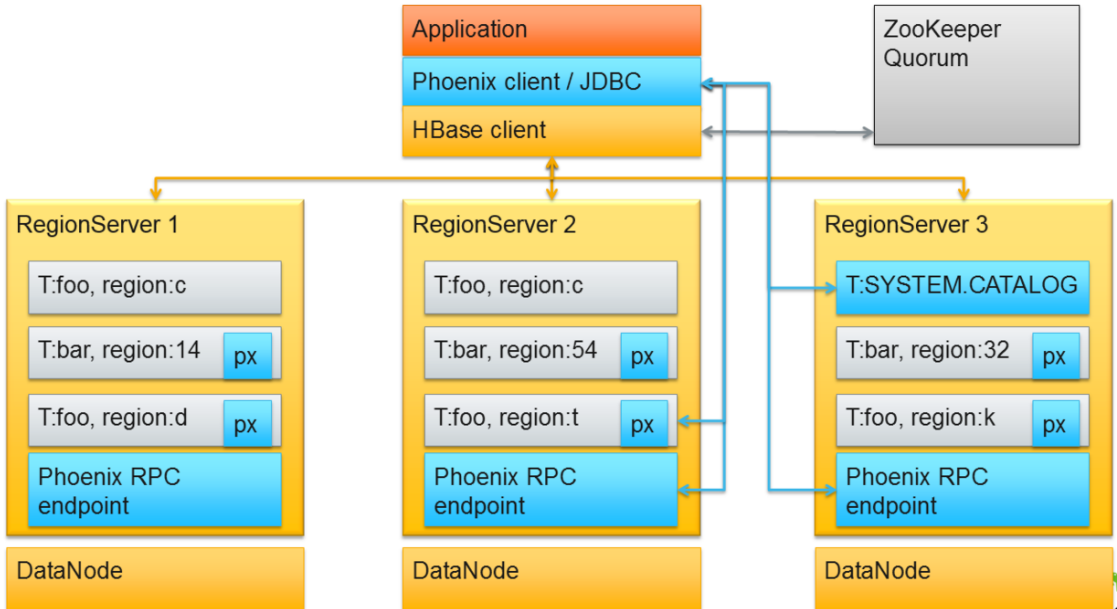 Application
Phoenix client / JDBC
HBase client
ZooKeeper
Quorum
RegionServer 1
T:foo, region:c
T:bar, region:14
px
T:foo, region:d
px
Phoenix RPC
endpoint
DataNode
RegionServer 2
T:foo, region:c
T:bar, region:54
px
T:foo, region:t
px
Phoenix RPC
endpoint
DataNode
RegionServer 3
T:SYSTEM.CATALOG
T:bar, region:32
px
T:foo, region:k
px
Phoenix RPC
endpoint
DataNode